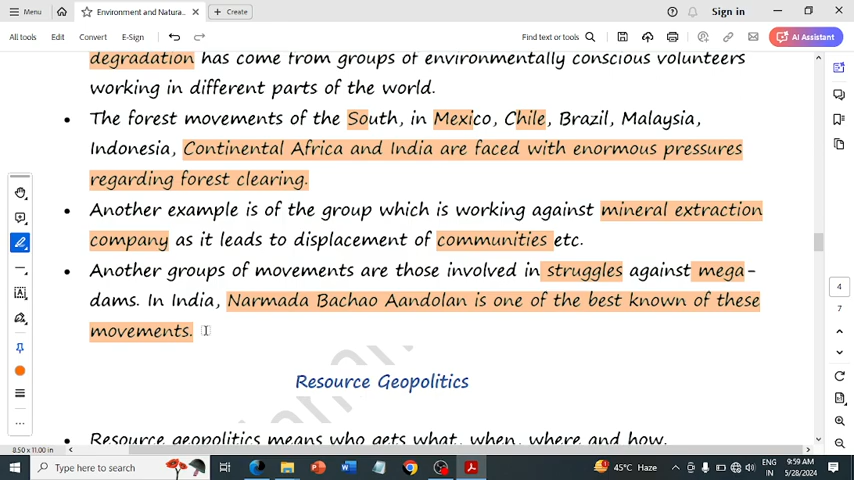 Menu
Environment and Natura...
Create
Sign in
All tools
Edit
Convert
E-Sign
Find text or tools
AI Assistant
degradation has come from groups of environmentally conscious volunteers
working in different parts of the world.
• The forest movements of the South, in Mexico, Chile, Brazil, Malaysia,
Indonesia, Continental Africa and India are faced with enormous pressures
regarding forest clearing.
• Another example is of the group which is working against mineral extraction
company as it leads to displacement of communities etc.
• Another groups of movements are those involved in struggles against mega-
dams. In India, Narmada Bachao Aandolan is one of the best known of these
movements.
Resource Geopolitics
• Resource geopolitics means who gets what, when, where and how.
4
7
8.50 x 11.00 in
Type here to search
45°C Haze
ENG
IN
9:59 AM
5/28/2024